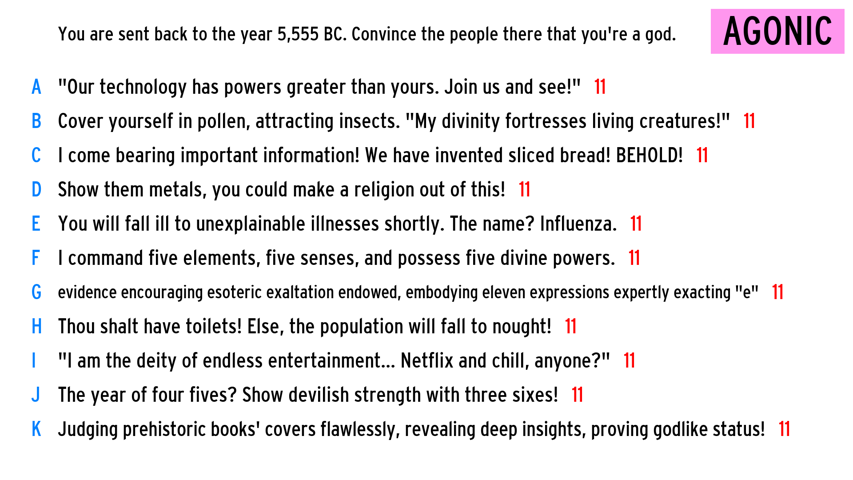 You are sent back to the year 5,555 BC. Convince the people there that you're a god.
AGONIC
A "Our technology has powers greater than yours. Join us and see!" 11
B Cover yourself in pollen, attracting insects. "My divinity fortresses living creatures!" 11
C I come bearing important information! We have invented sliced bread! BEHOLD! 11
D Show them metals, you could make a religion out of this! 11
E You will fall ill to unexplainable illnesses shortly. The name? Influenza. 11
F I command five elements, five senses, and possess five divine powers. 11
G evidence encouraging esoteric exaltation endowed, embodying eleven expressions expertly exacting "e" 11
H Thou shalt have toilets! Else, the population will fall to nought! 11
I "I am the deity of endless entertainment... Netflix and chill, anyone?" 11
J The year of four fives? Show devilish strength with three sixes! 11
K Judging prehistoric books' covers flawlessly, revealing deep insights, proving godlike status! 11